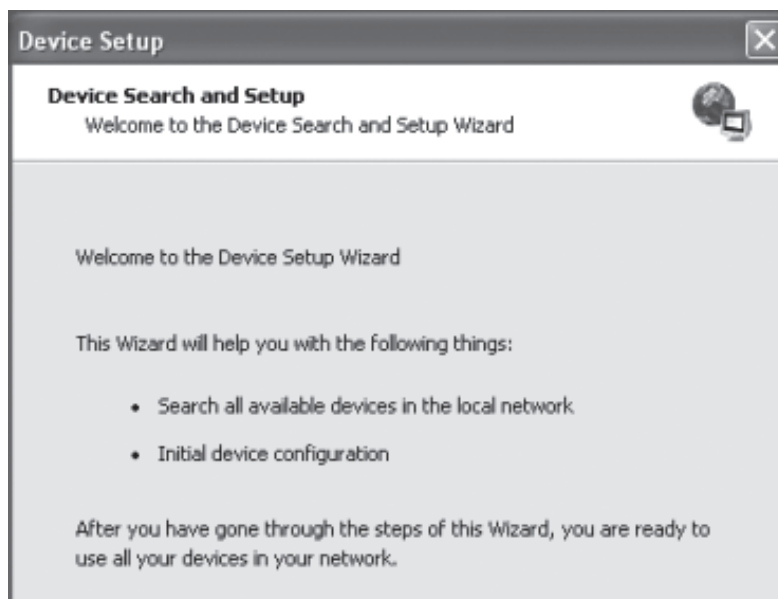 Device Setup
Device Search and Setup
Welcome to the Device Search and Setup Wizard
Welcome to the Device Setup Wizard
This Wizard will help you with the following things:
• Search all available devices in the local network
• Initial device configuration
After you have gone through the steps of this Wizard, you are ready to
use all your devices in your network.